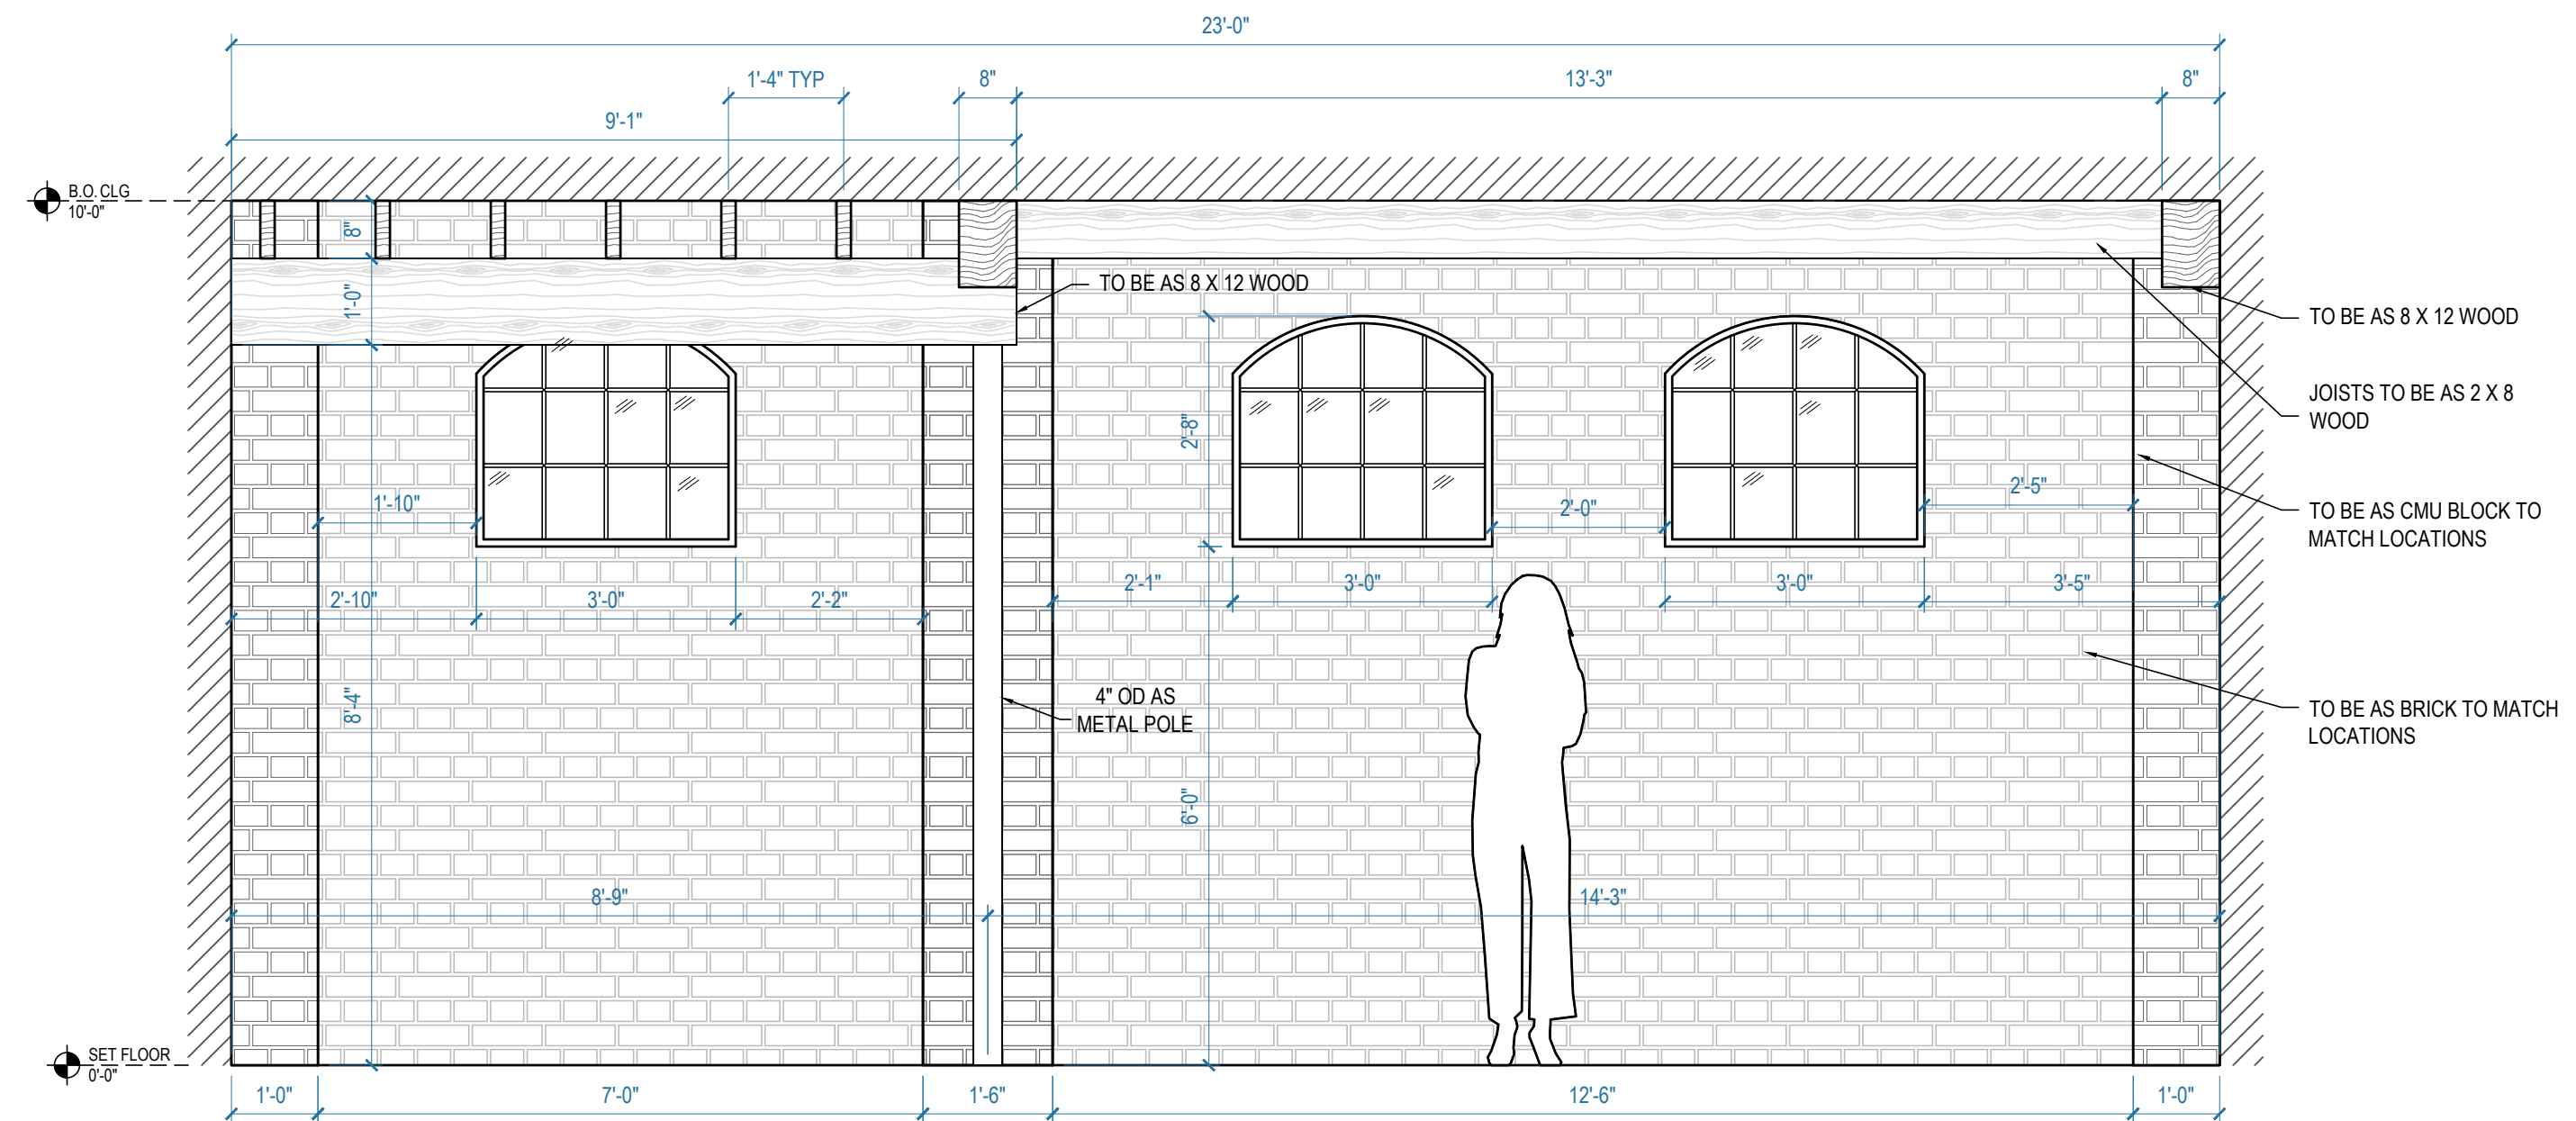 23'-0"
1'-4" TYP
8"
13'-3"
8"
9'-1"
B.O. CLG
10'-0"
8"
1'-0"
TO BE AS 8 X 12 WOOD
TO BE AS 8 X 12 WOOD
JOISTS TO BE AS 2 X 8
WOOD
2'-8"
1'-10"
2'-0"
2'-5"
TO BE AS CMU BLOCK TO
MATCH LOCATIONS
2'-10"
3'-0"
2'-2"
2'-1"
3'-0"
3'-0"
3'-5"
8'-4"
4" OD AS
METAL POLE
TO BE AS BRICK TO MATCH
LOCATIONS
6'-0"
8'-9"
14'-3"
SET FLOOR
0'-0"
1'-0"
7'-0"
1'-6"
12'-6"
1'-0"